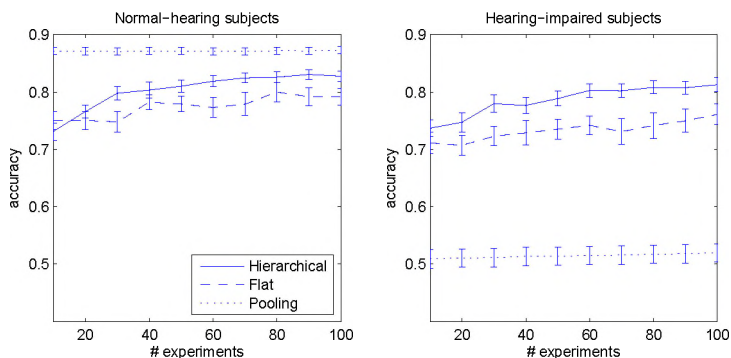 Normal-hearing subjects
0.9
0.8
0.7
0.6
0.5
accuracy
20
40
60
80
100
# experiments
Hierarchical
Flat
Pooling
Hearing-impaired subjects
0.9
0.8
0.7
0.6
0.5
accuracy
20
40
60
80
100
# experiments